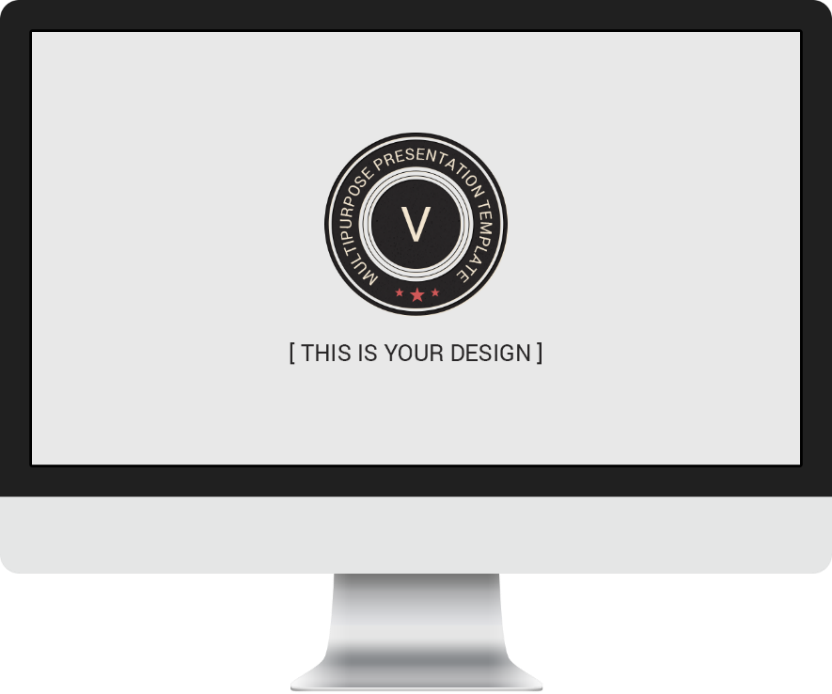 MULTIPURPOSE PRESENTATION TEMPLATE
V
[ THIS IS YOUR DESIGN ]